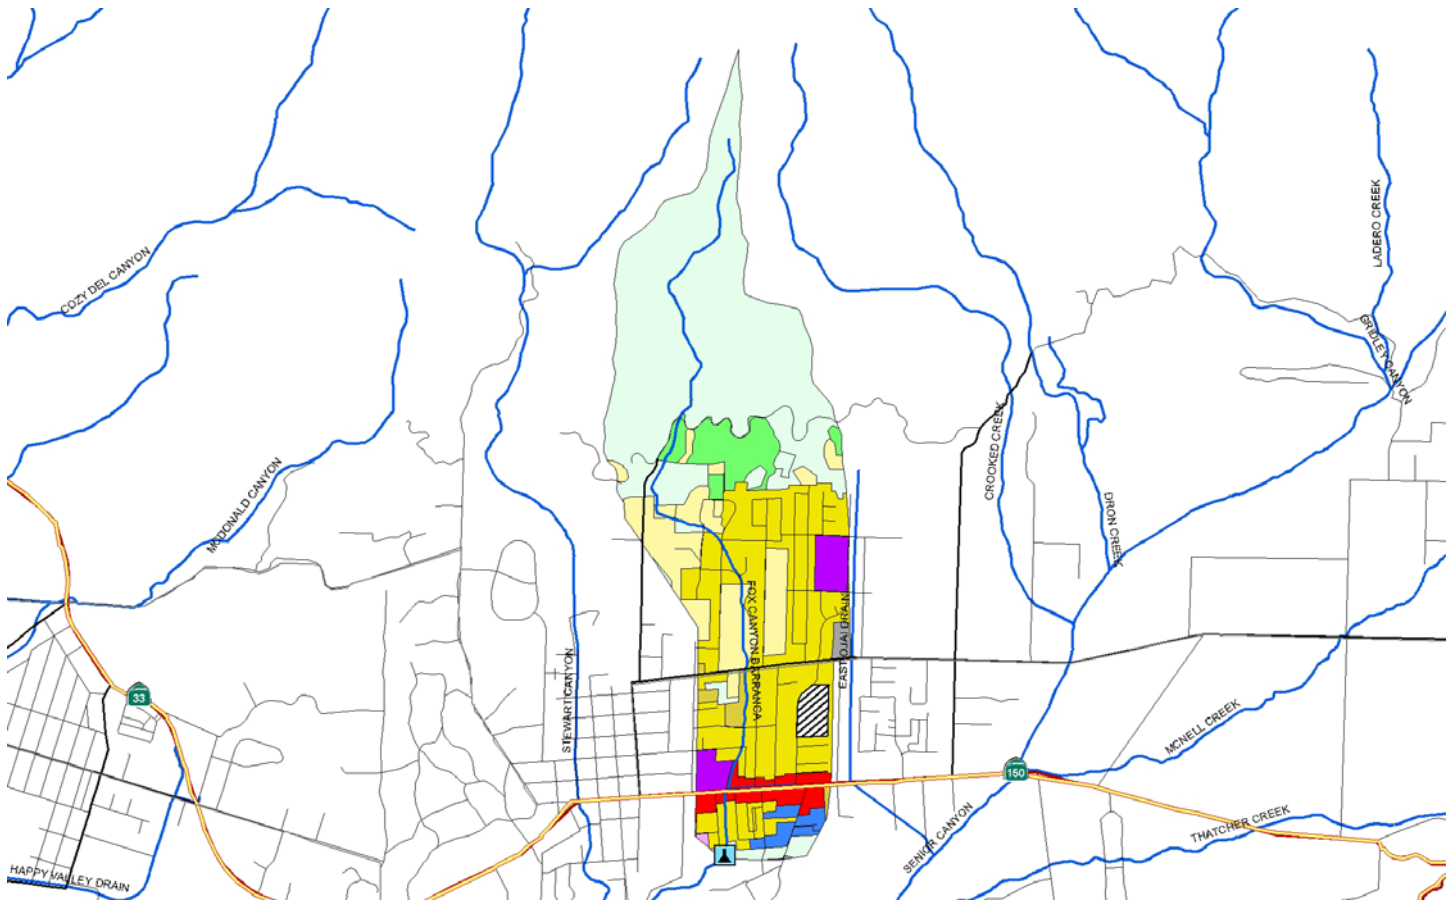 LADERO CREEK
COZY DEL CANYON
GRIDLEY CANYON
CROOKED CREEK
MCDONALD CANYON
DRON CREEK
FOX CANYON BARRANCA
EAST OJAI DRAIN
STEWART CANYON
33
MCNELL CREEK
150
SENIOR CANYON
THATCHER CREEK
HAPPY VALLEY DRAIN